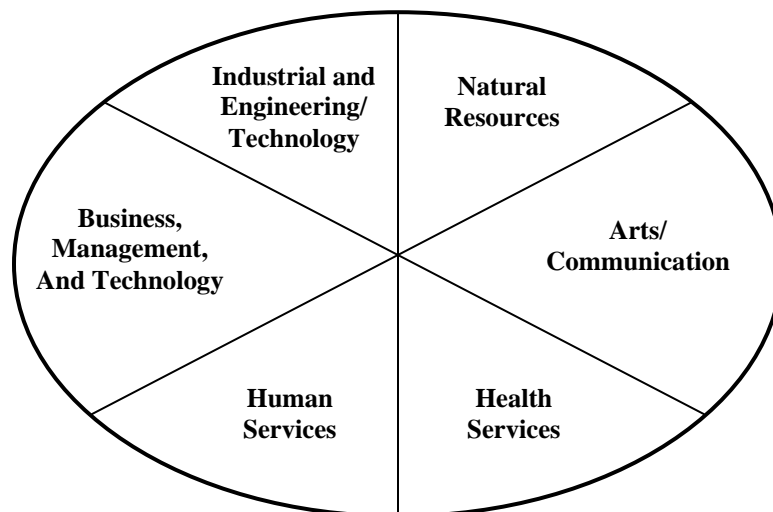 Industrial and
Engineering/
Technology
Natural
Resources
Business,
Management,
And Technology
Arts/
Communication
Human
Services
Health
Services